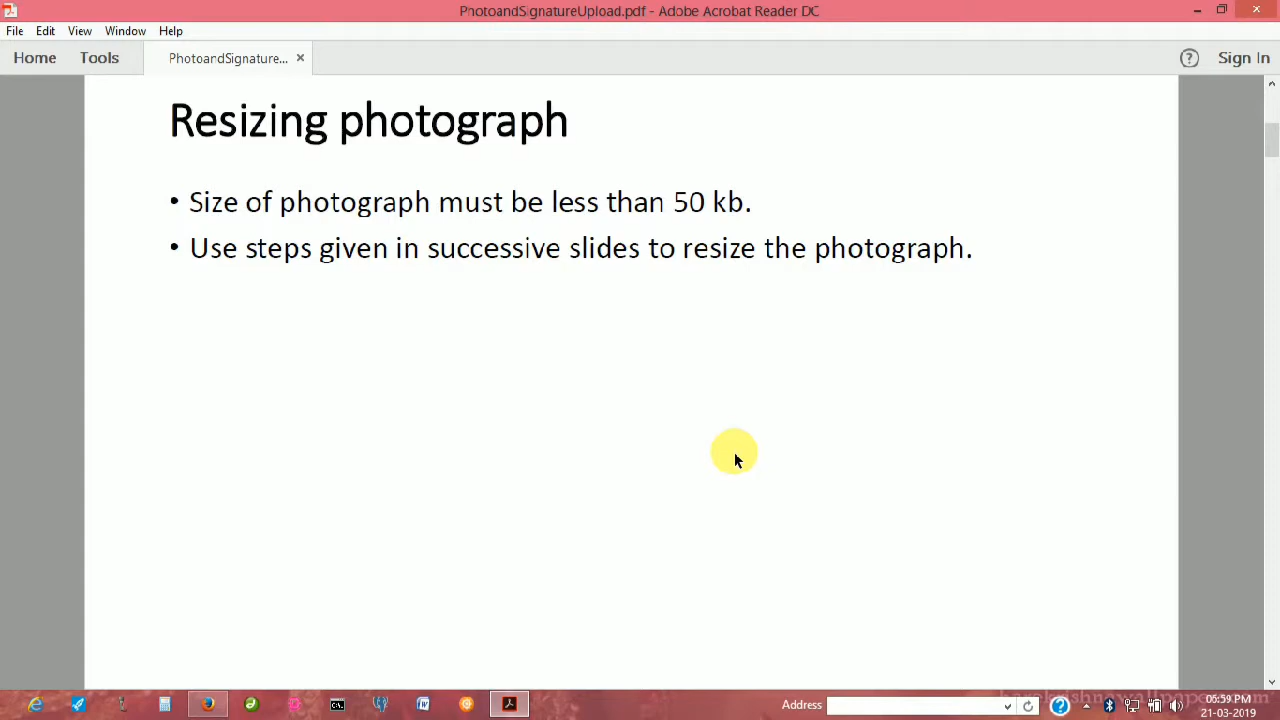 PhotoandSignatureUpload.pdf - Adobe Acrobat Reader DC
File Edit View Window Help
Home Tools PhotoandSignature... × ? Sign In
Resizing photograph
• Size of photograph must be less than 50 kb.
• Use steps given in successive slides to resize the photograph.
Address 06:59 PM
21-03-2019